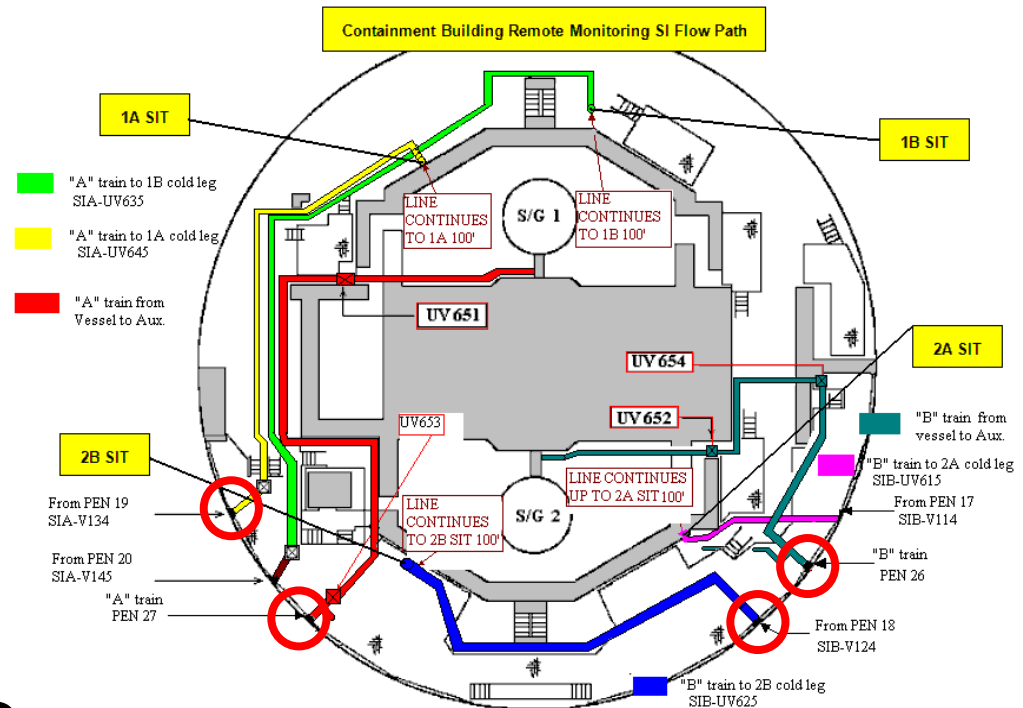 Containment Building Remote Monitoring SI Flow Path
1A SIT
1B SIT
"A" train to 1B cold leg
SIA-UV635
"A" train to 1A cold leg
SIA-UV645
"A" train from
Vessel to Aux.
LINE
CONTINUES
TO 1A 100'
S/G 1
LINE
CONTINUES
TO 1B 100'
UV 651
2A SIT
UV 654
UV653
UV 652
"B" train from
vessel to Aux.
2B SIT
"B" train to 2A cold leg
SIB-UV615
LINE CONTINUES
UP TO 2A SIT 100'
From PEN 19
SIA-V134
LINE
CONTINUES
TO 2B SIT 100'
S/G 2
From PEN 17
SIB-V114
From PEN 20
SIA-V145
"B" train
PEN 26
"A" train
PEN 27
From PEN 18
SIB-V124
"B" train to 2B cold leg
SIB-UV625